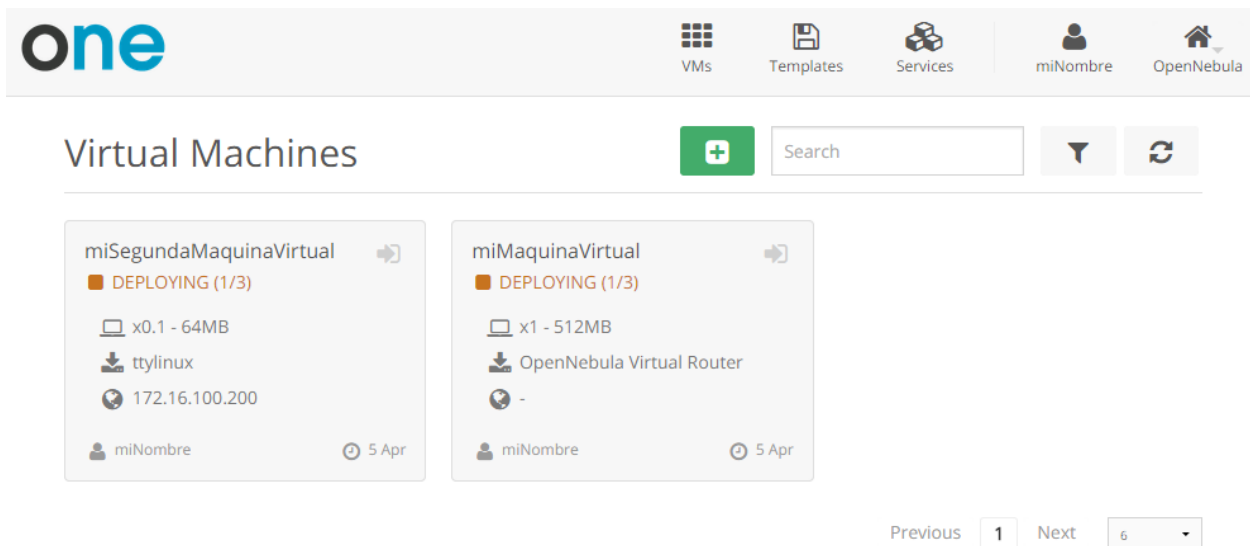 one
VMs
Templates
Services
miNombre
OpenNebula
Virtual Machines
Search
miSegundaMaquinaVirtual
DEPLOYING (1/3)
x0.1 - 64MB
ttylinux
172.16.100.200
miNombre
5 Apr
miMaquinaVirtual
DEPLOYING (1/3)
x1 - 512MB
OpenNebula Virtual Router
-
miNombre
5 Apr
Previous 1 Next 6